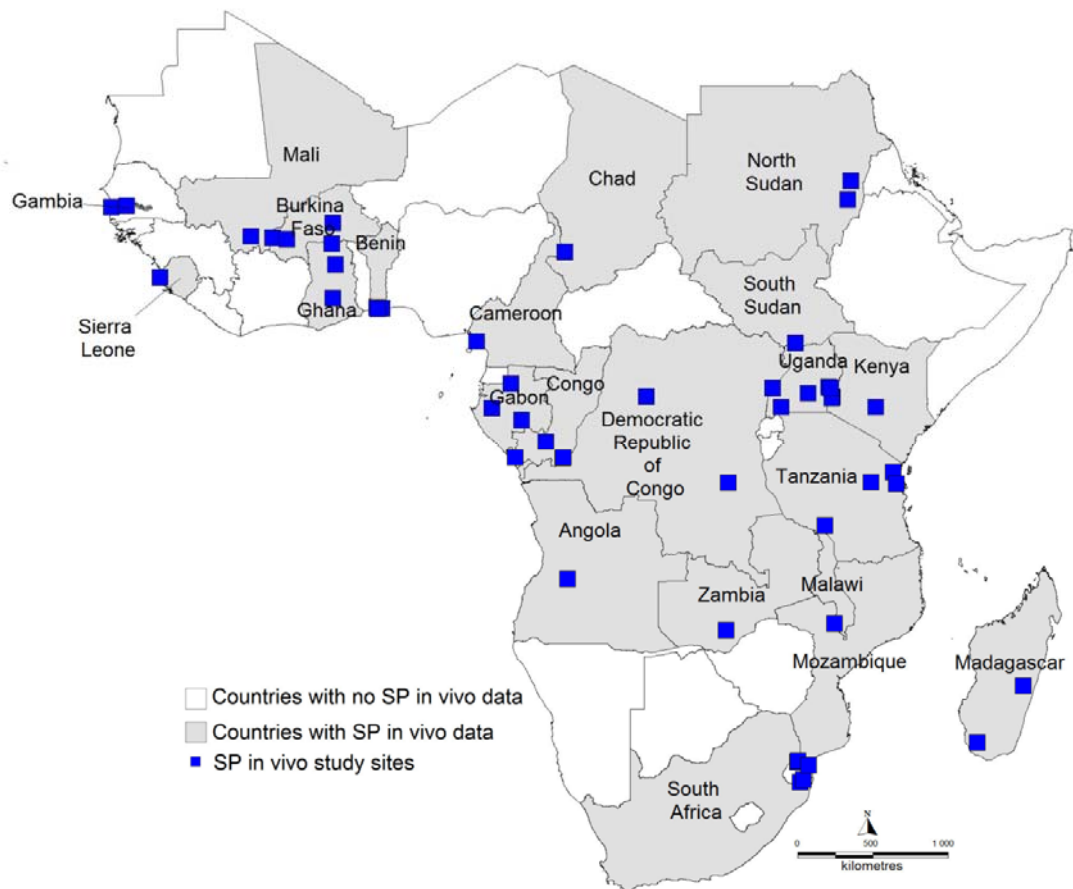 Mali
Chad
North
Sudan
Gambia
Burkina
Faso
Benin
South
Sudan
Ghana
Cameroon
Sierra
Leone
Uganda
Kenya
Congo
Gabon
Democratic
Republic
of
Congo
Tanzania
Angola
Malawi
Zambia
Mozambique
Madagascar
Countries with no SP in vivo data
Countries with SP in vivo data
SP in vivo study sites
South
Africa
N
0 500 1 000
kilometres